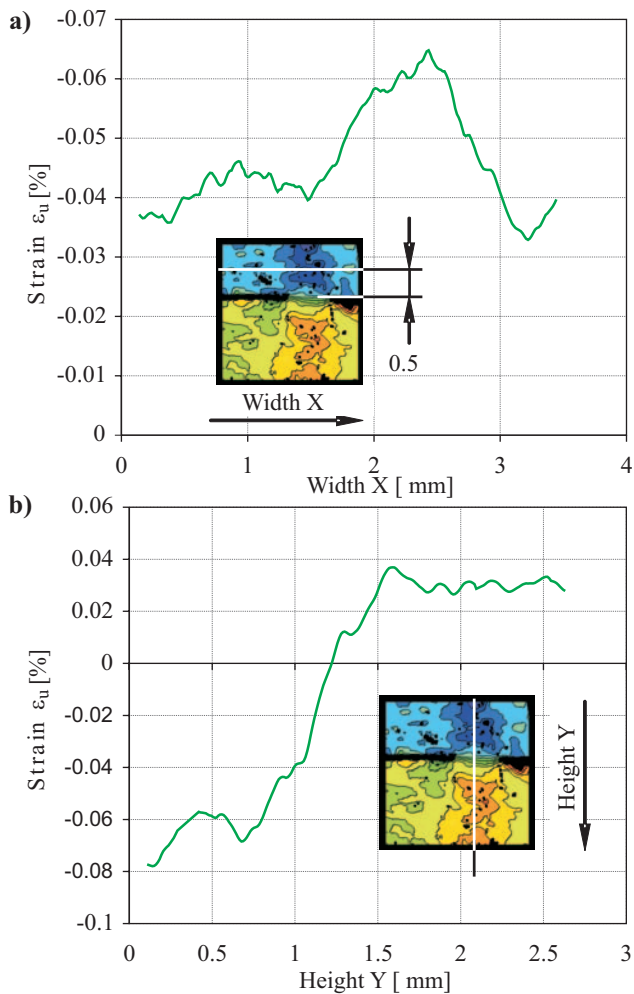 a)
-0.07
-0.06
-0.05
-0.04
-0.03
-0.02
-0.01
0
Strain εu [%]
0.5
Width X
0 1 2 3 4
Width X [ mm]
b)
0.06
0.04
0.02
0
-0.02
-0.04
-0.06
-0.08
-0.1
Strain εu [%]
Height Y
0 0.5 1 1.5 2 2.5 3
Height Y [ mm]